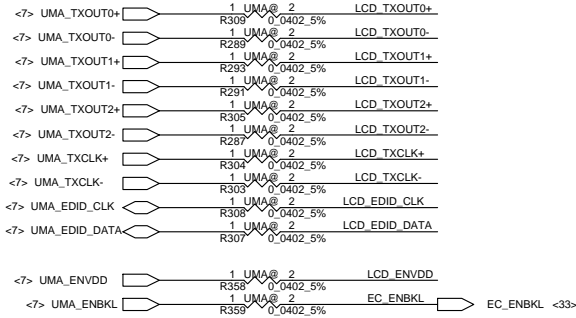 <7> UMA_TXOUT0+ 1 UMA@ 2 LCD_TXOUT0+
R309 0_0402_5%
<7> UMA_TXOUT0- 1 UMA@ 2 LCD_TXOUT0-
R289 0_0402_5%
<7> UMA_TXOUT1+ 1 UMA@ 2 LCD_TXOUT1+
R293 0_0402_5%
<7> UMA_TXOUT1- 1 UMA@ 2 LCD_TXOUT1-
R291 0_0402_5%
<7> UMA_TXOUT2+ 1 UMA@ 2 LCD_TXOUT2+
R305 0_0402_5%
<7> UMA_TXOUT2- 1 UMA@ 2 LCD_TXOUT2-
R287 0_0402_5%
<7> UMA_TXCLK+ 1 UMA@ 2 LCD_TXCLK+
R304 0_0402_5%
<7> UMA_TXCLK- 1 UMA@ 2 LCD_TXCLK-
R303 0_0402_5%
<7> UMA_EDID_CLK 1 UMA@ 2 LCD_EDID_CLK
R308 0_0402_5%
<7> UMA_EDID_DATA 1 UMA@ 2 LCD_EDID_DATA
R307 0_0402_5%
<7> UMA_ENVDD 1 UMA@ 2 LCD_ENVDD
R358 0_0402_5%
<7> UMA_ENBKL 1 UMA@ 2 EC_ENBKL EC_ENBKL <33>
R359 0_0402_5%